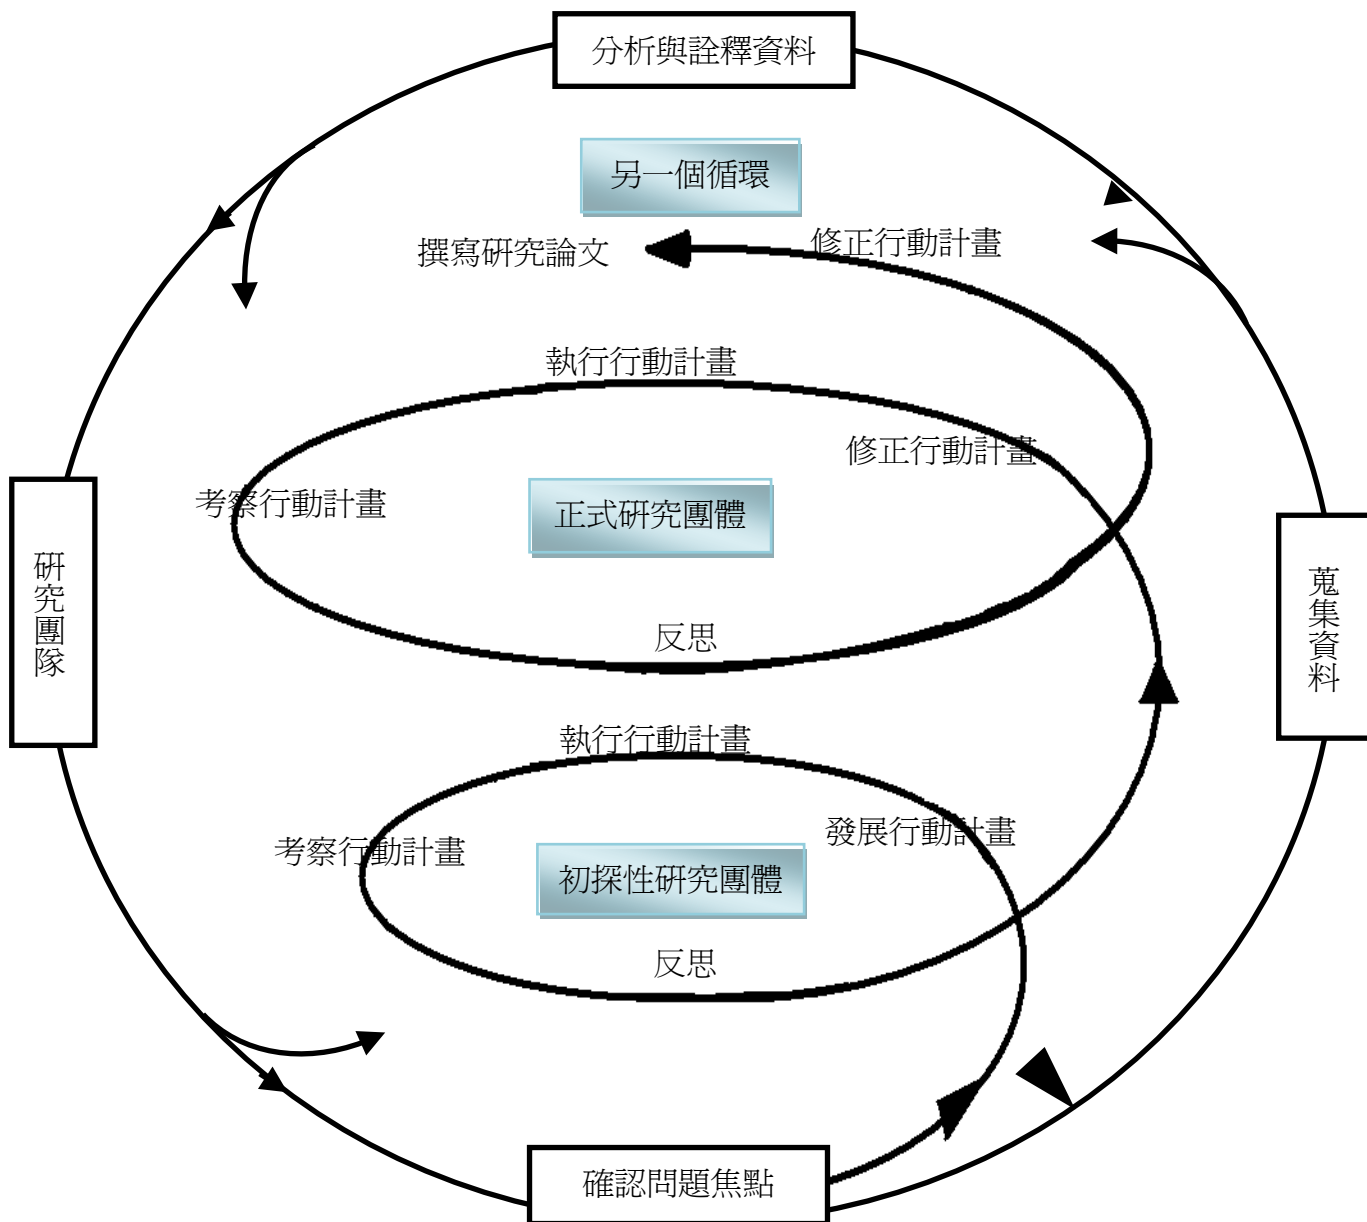 分析與詮釋資料
另一個循環
撰寫研究論文
修正行動計畫
執行行動計畫
修正行動計畫
考察行動計畫
正式研究團體
研究團隊
蒐集資料
反思
執行行動計畫
發展行動計畫
考察行動計畫
初探性研究團體
反思
確認問題焦點